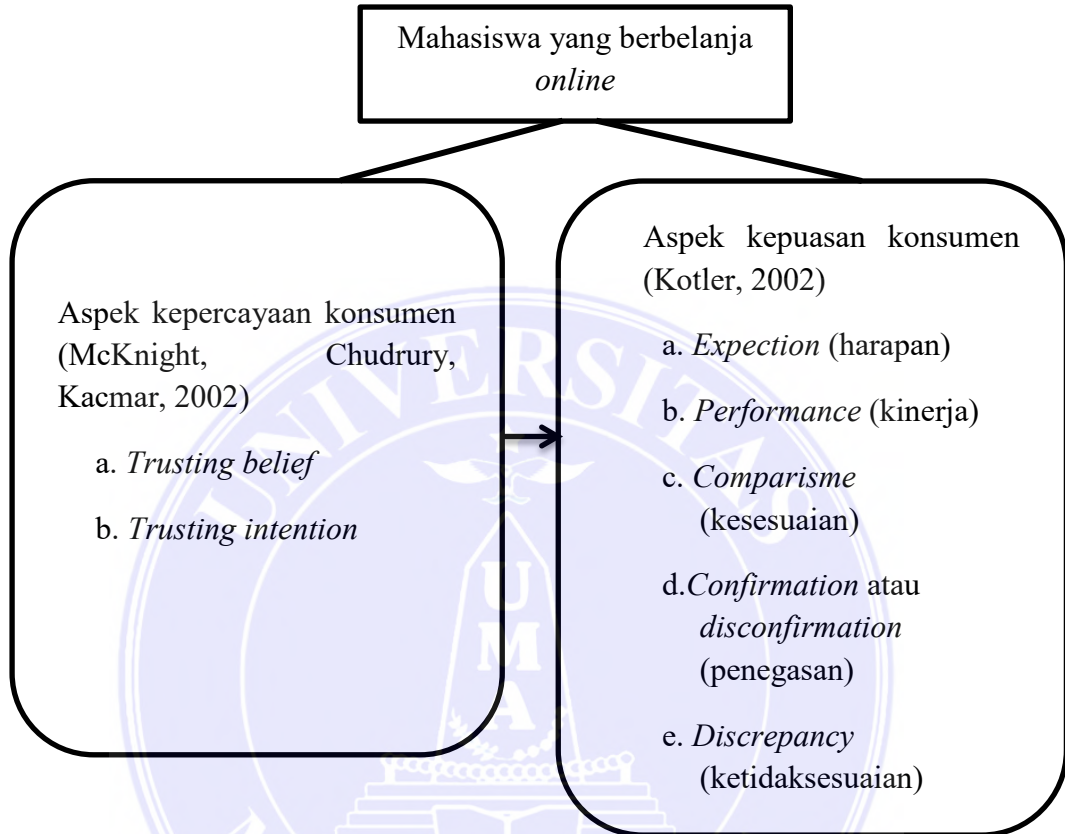 Mahasiswa yang berbelanja
online
Aspek kepercayaan konsumen
(McKnight, Chudrury,
Kacmar, 2002)
a. Trusting belief
b. Trusting intention
Aspek kepuasan konsumen
(Kotler, 2002)
a. Expection (harapan)
b. Performance (kinerja)
c. Comparisme
(kesesuaian)
d.Confirmation atau
disconfirmation
(penegasan)
e. Discrepancy
(ketidaksesuaian)
UNIVERSITAS
U
M
A